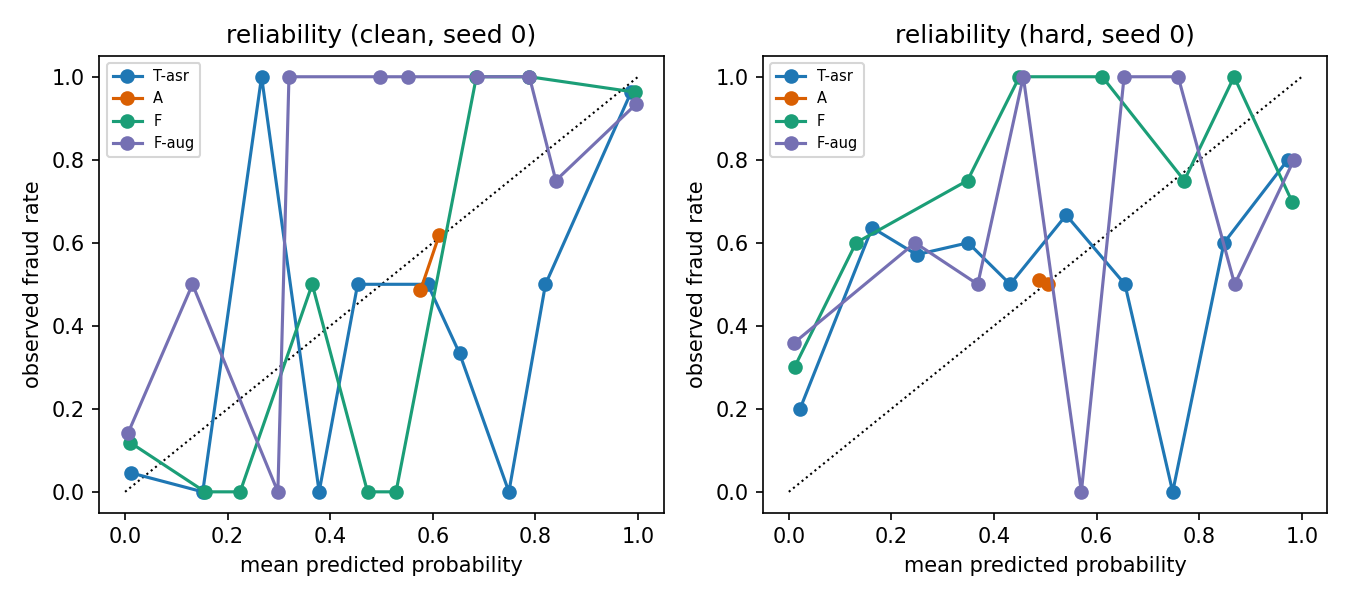 reliability (clean, seed 0)
1.0
0.8
0.6
0.4
0.2
0.0
observed fraud rate
T-asr
A
F
F-aug
0.0 0.2 0.4 0.6 0.8 1.0
mean predicted probability
reliability (hard, seed 0)
1.0
0.8
0.6
0.4
0.2
0.0
observed fraud rate
T-asr
A
F
F-aug
0.0 0.2 0.4 0.6 0.8 1.0
mean predicted probability